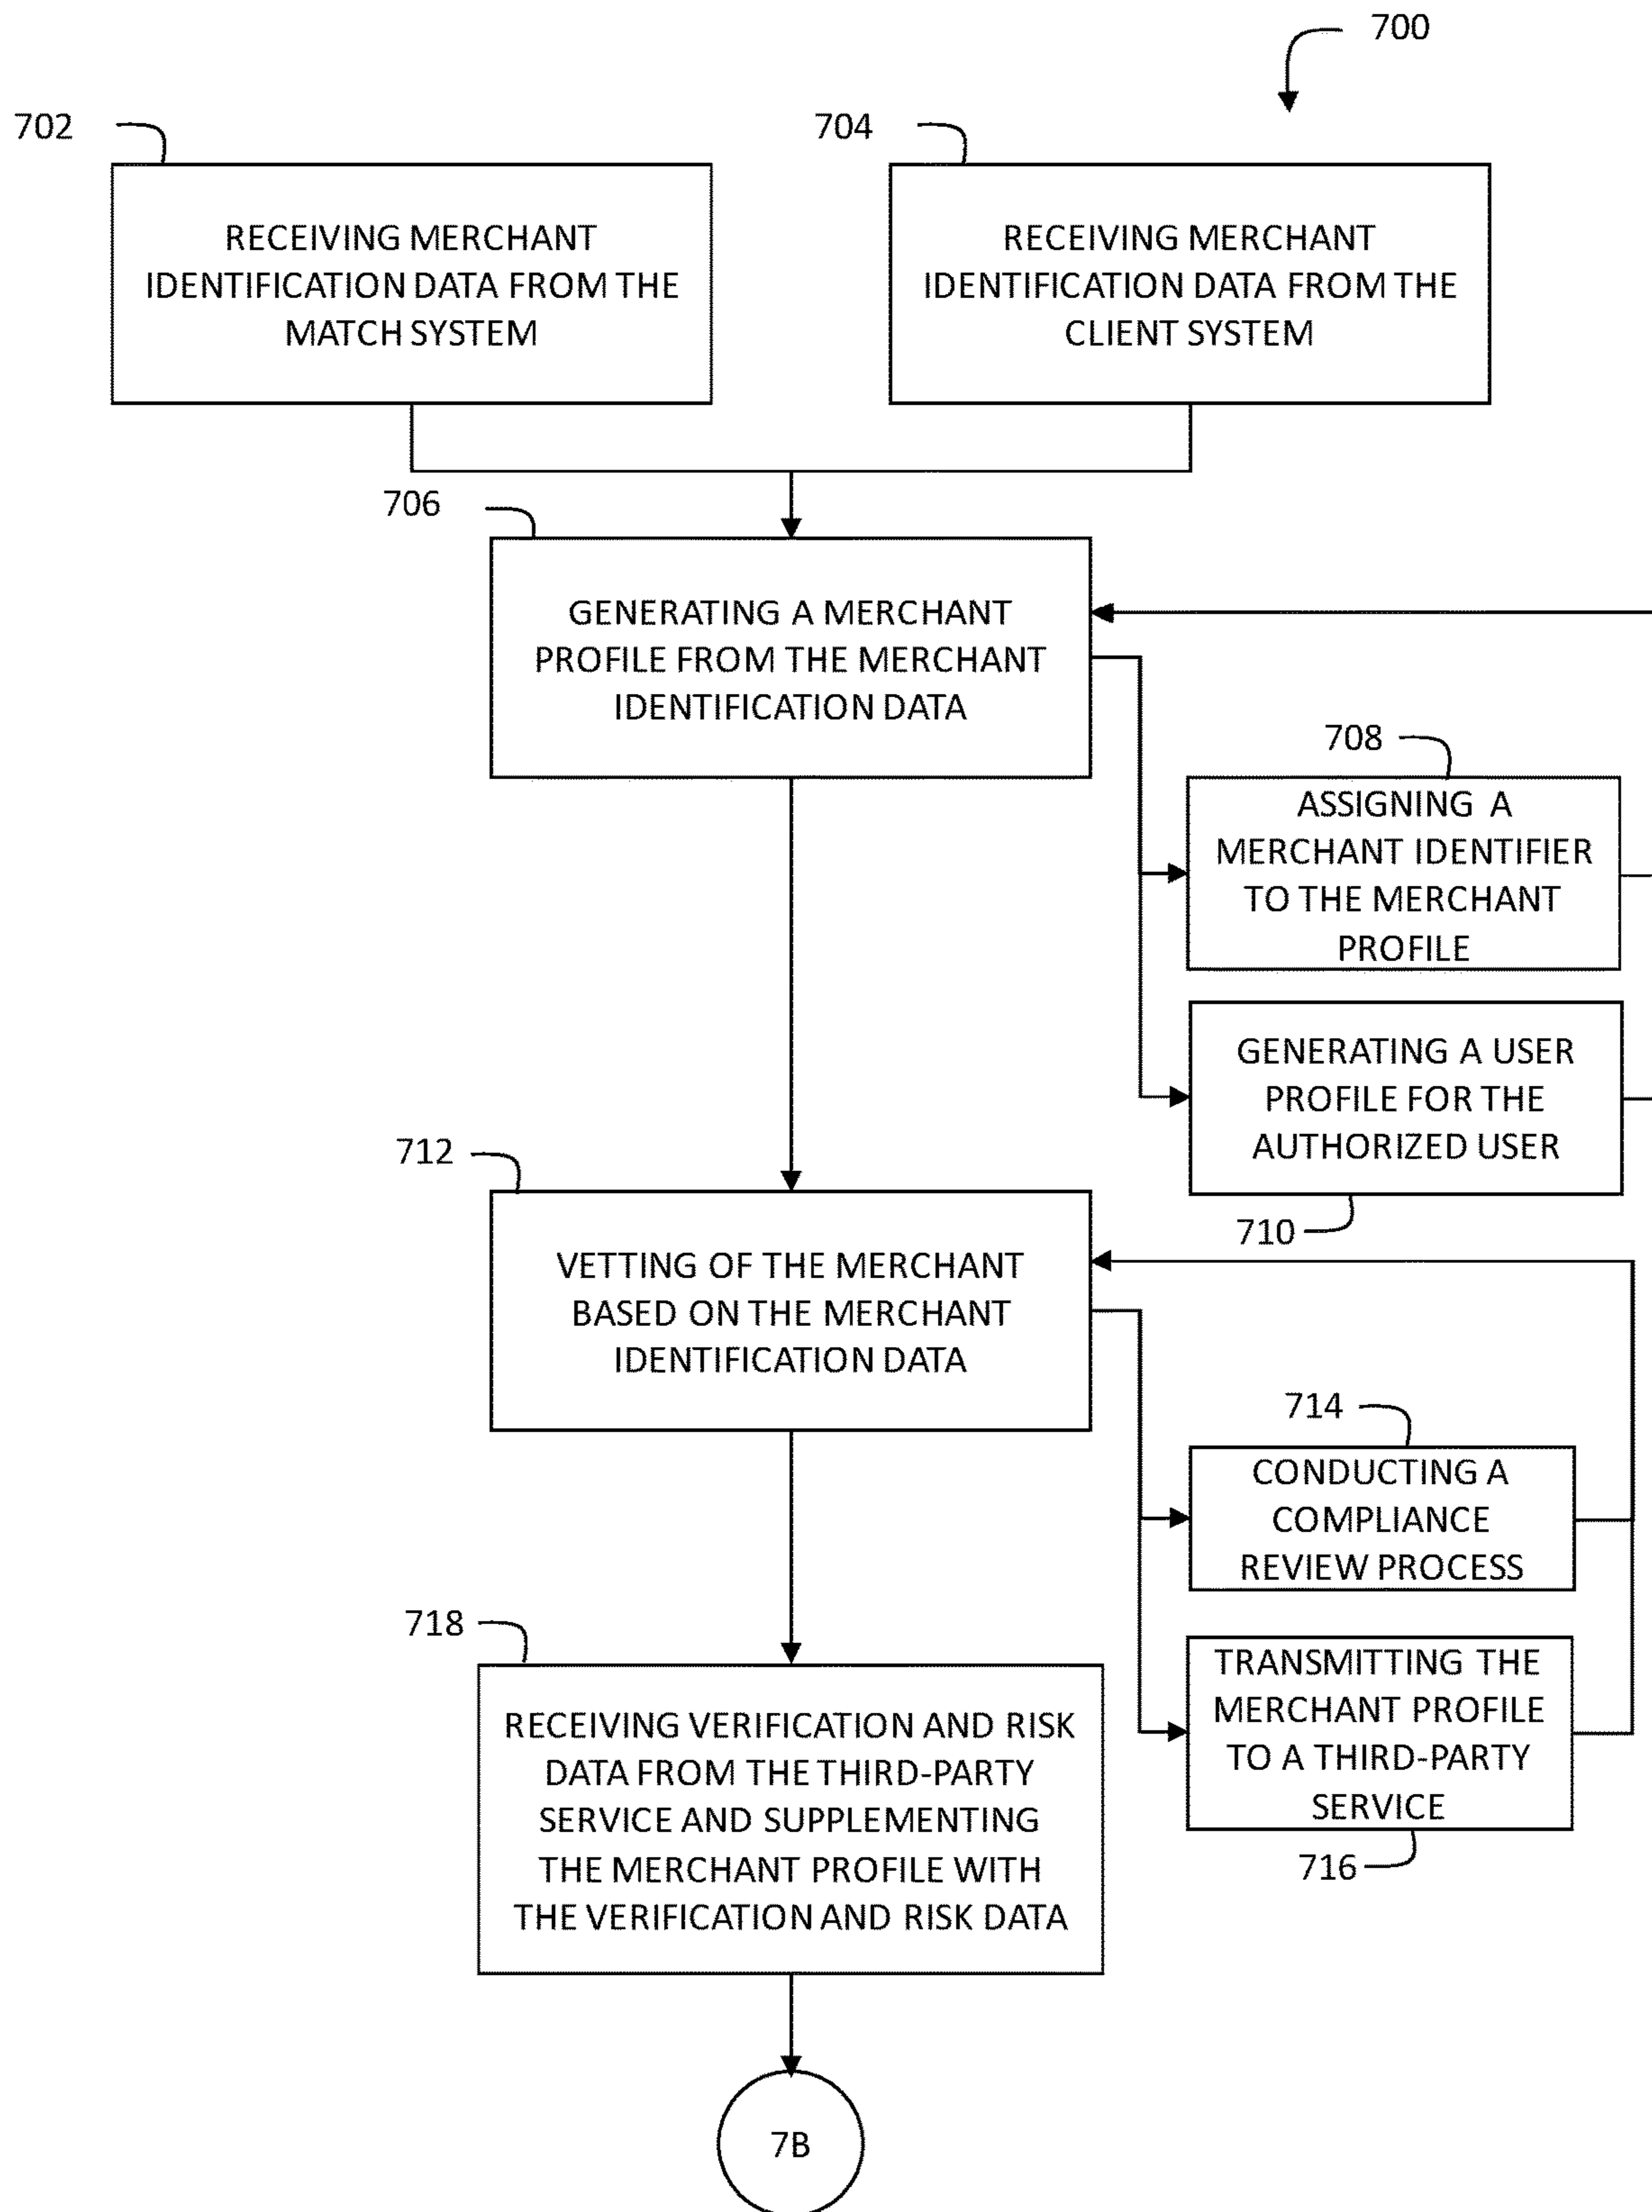 700
702
704
RECEIVING MERCHANT
IDENTIFICATION DATA FROM THE
MATCH SYSTEM
RECEIVING MERCHANT
IDENTIFICATION DATA FROM THE
CLIENT SYSTEM
706
GENERATING A MERCHANT
PROFILE FROM THE MERCHANT
IDENTIFICATION DATA
708
ASSIGNING A
MERCHANT IDENTIFIER
TO THE MERCHANT
PROFILE
GENERATING A USER
PROFILE FOR THE
AUTHORIZED USER
710
712
VETTING OF THE MERCHANT
BASED ON THE MERCHANT
IDENTIFICATION DATA
714
CONDUCTING A
COMPLIANCE
REVIEW PROCESS
TRANSMITTING THE
MERCHANT PROFILE
TO A THIRD-PARTY
SERVICE
716
718
RECEIVING VERIFICATION AND RISK
DATA FROM THE THIRD-PARTY
SERVICE AND SUPPLEMENTING
THE MERCHANT PROFILE WITH
THE VERIFICATION AND RISK DATA
7B